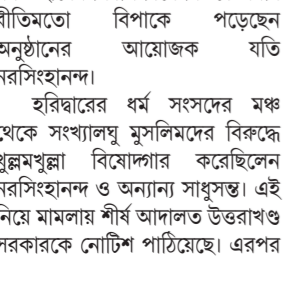 রীতিমতো বিপাকে পড়েছেন
অনুষ্ঠানের আয়োজক যতি
নরসিংহানন্দ।
হরিদ্বারের ধর্ম সংসদের মঞ্চ
থেকে সংখ্যালঘু মুসলিমদের বিরুদ্ধে
খুল্লমখুল্লা বিষোদ্গার করেছিলেন
নরসিংহানন্দ ও অন্যান্য সাধুসন্ত। এই
নিয়ে মামলায় শীর্ষ আদালত উত্তরাখণ্ড
সরকারকে নোটিশ পাঠিয়েছে। এরপর